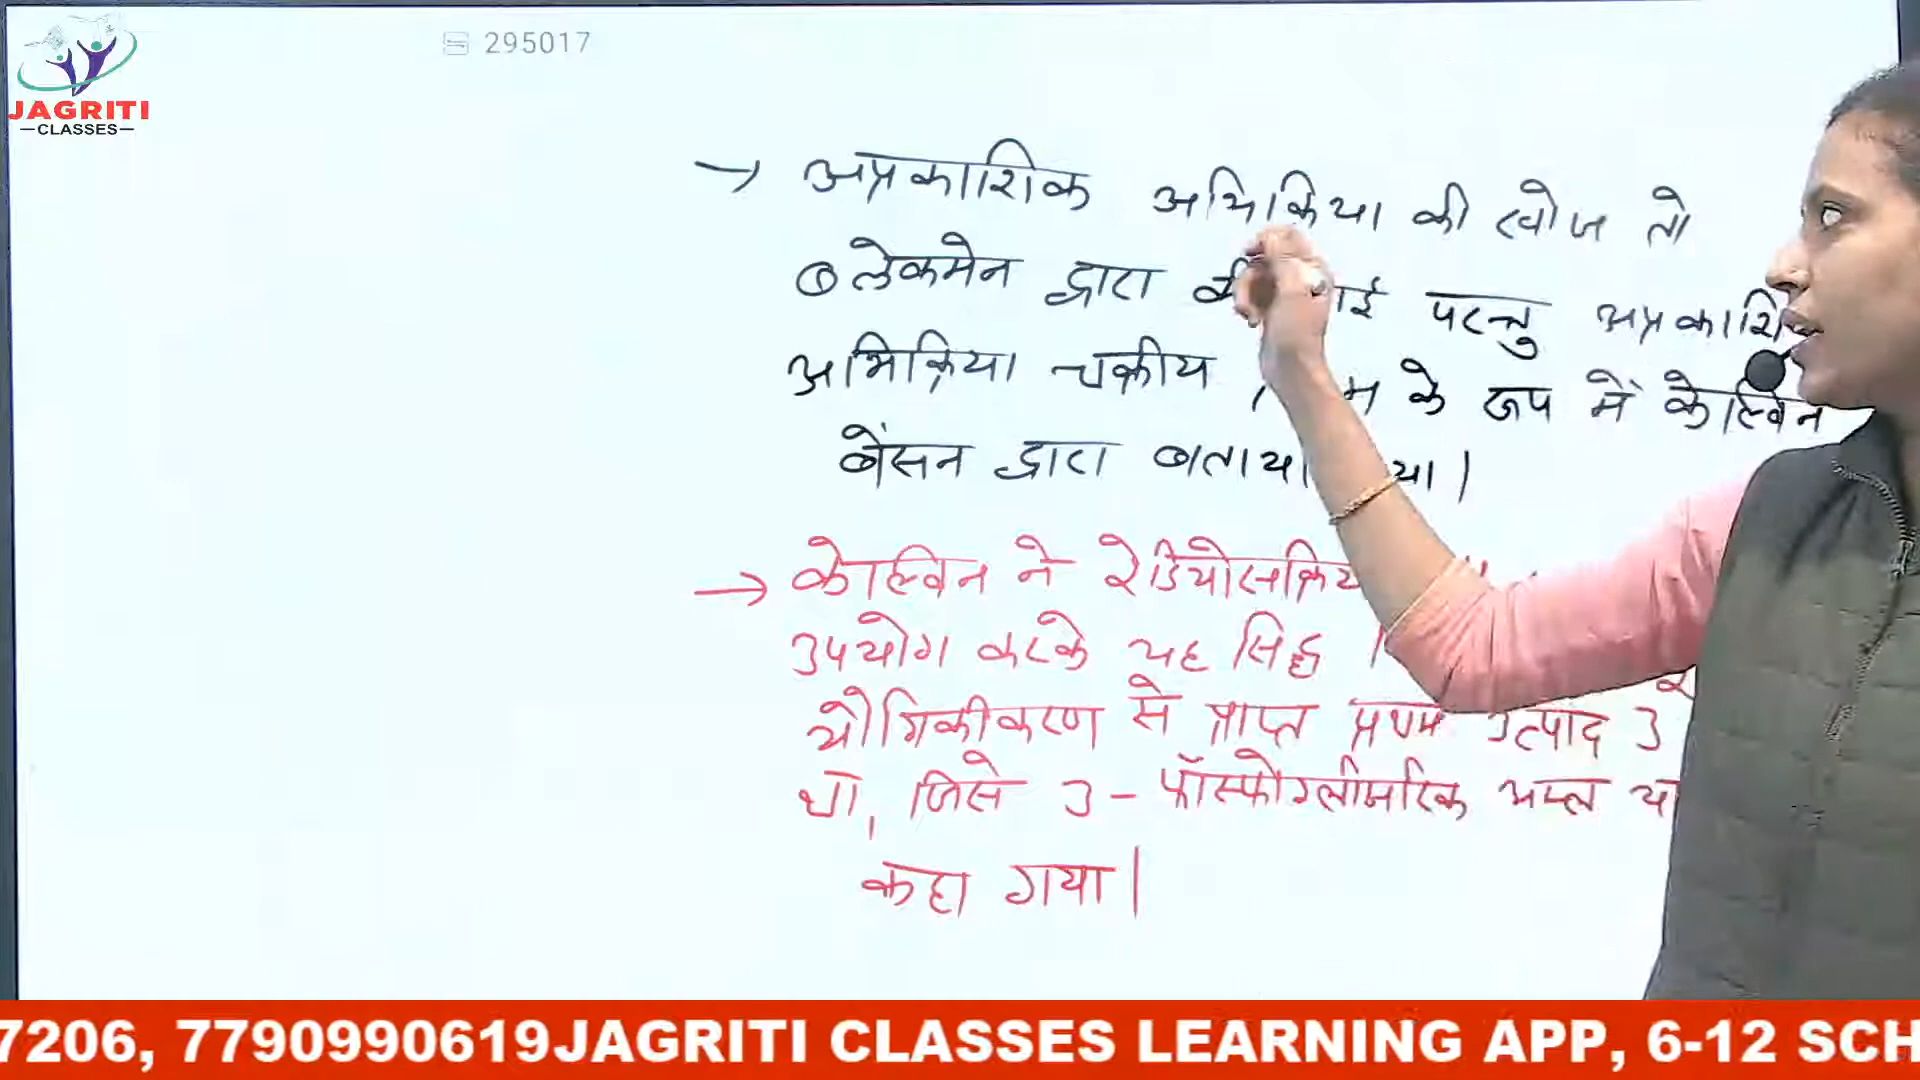 JAGRITI
CLASSES
295017
→ अप्रकाशिक अभिक्रिया की खोज तो
ब्लेकमेन द्वारा की गई परन्तु अप्रकाशि
अभिक्रिया चक्रीय के रूप में केल्विन
बेंसन द्वारा बताया गया।
→ केल्विन ने रेडियोसक्रिय
उपयोग करके यह सिद्ध
यौगिकीकरण से प्राप्त प्रथम उत्पाद 3
था, जिसे 3 - फॉस्फोग्लीसरिक अम्ल या
कहा गया।
7206, 7790990619JAGRITI CLASSES LEARNING APP, 6-12 SCH